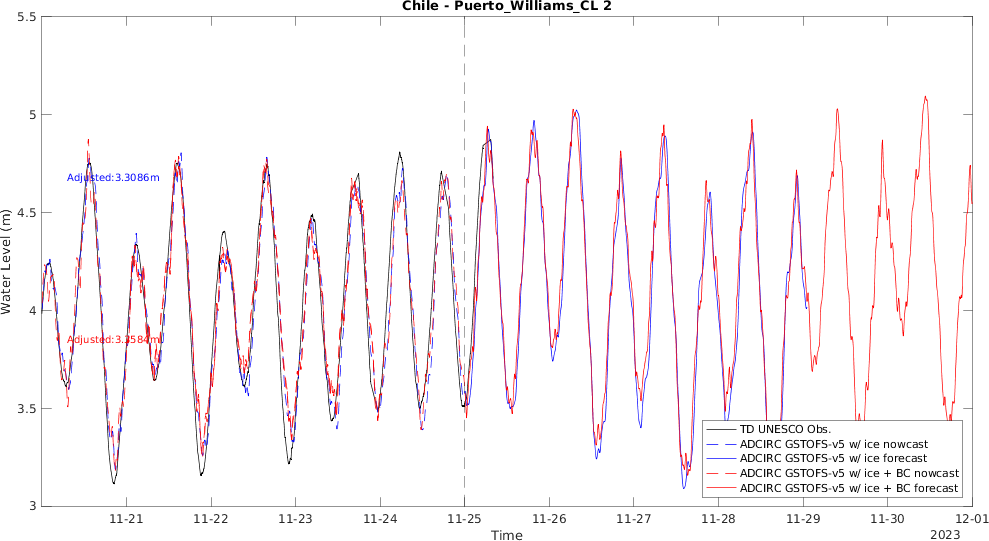 Chile - Puerto_Williams_CL 2
5.5
5
4.5
4
3.5
3
Water Level (m)
Adjusted:3.3086m
Adjusted:3.3584m
TD UNESCO Obs.
ADCIRC GSTOFS-v5 w/ ice nowcast
ADCIRC GSTOFS-v5 w/ ice forecast
ADCIRC GSTOFS-v5 w/ ice + BC nowcast
ADCIRC GSTOFS-v5 w/ ice + BC forecast
11-21 11-22 11-23 11-24 11-25 11-26 11-27 11-28 11-29 11-30 12-01
Time
2023